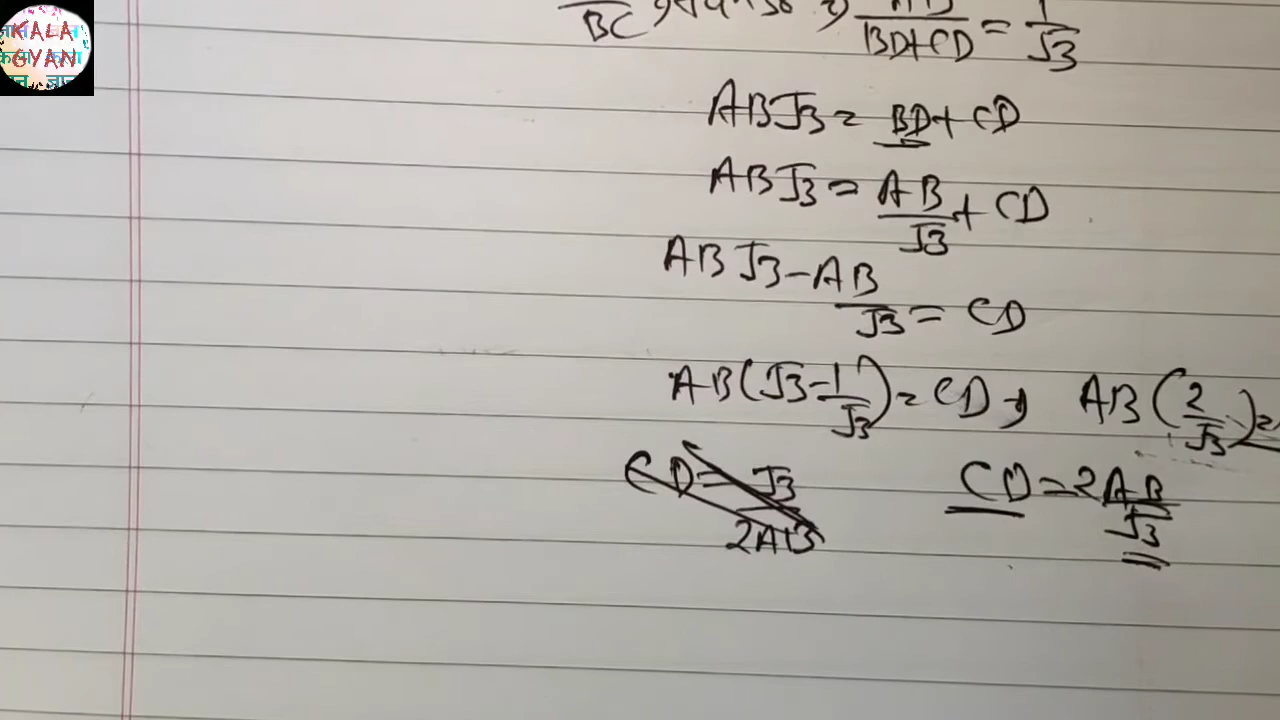 KALA
GYAN
BC
BD+CD = 1/√3
AB√3 = BD + CD
AB√3 = AB/√3 + CD
AB√3 - AB/√3 = CD
AB(√3 - 1/√3) = CD ⇒ AB(2/√3) =
CD = √3/2AB
CD = 2AB/√3